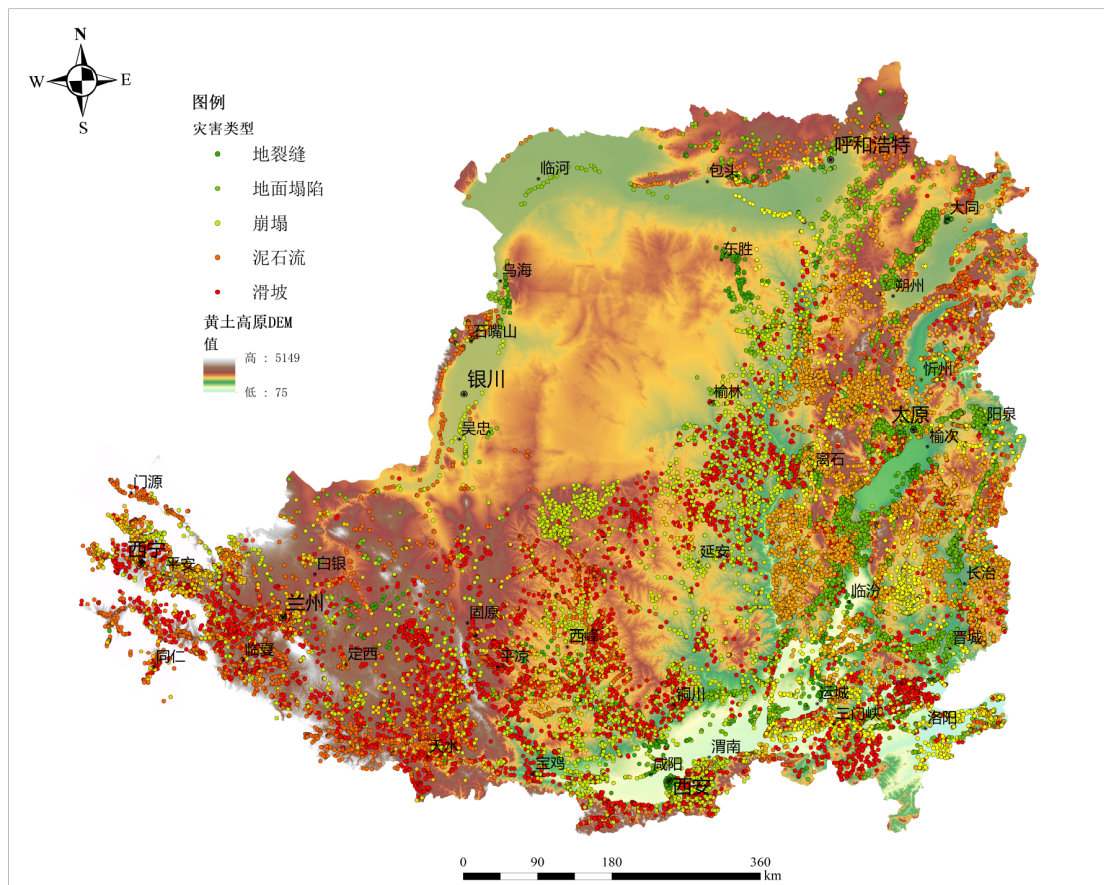 N
W
E
S
图例
灾害类型
地裂缝
地面塌陷
崩塌
泥石流
滑坡
黄土高原DEM
值
高 : 5149
低 : 75
呼和浩特
临河
包头
大同
东胜
乌海
朔州
石嘴山
忻州
银川
榆林
太原
阳泉
榆次
吴忠
离石
门源
西宁
平安
白银
延安
长治
兰州
临汾
固原
西峰
晋城
同仁
临夏
定西
平凉
铜川
运城
三门峡
洛阳
天水
渭南
宝鸡
咸阳
西安
0
90
180
360
km